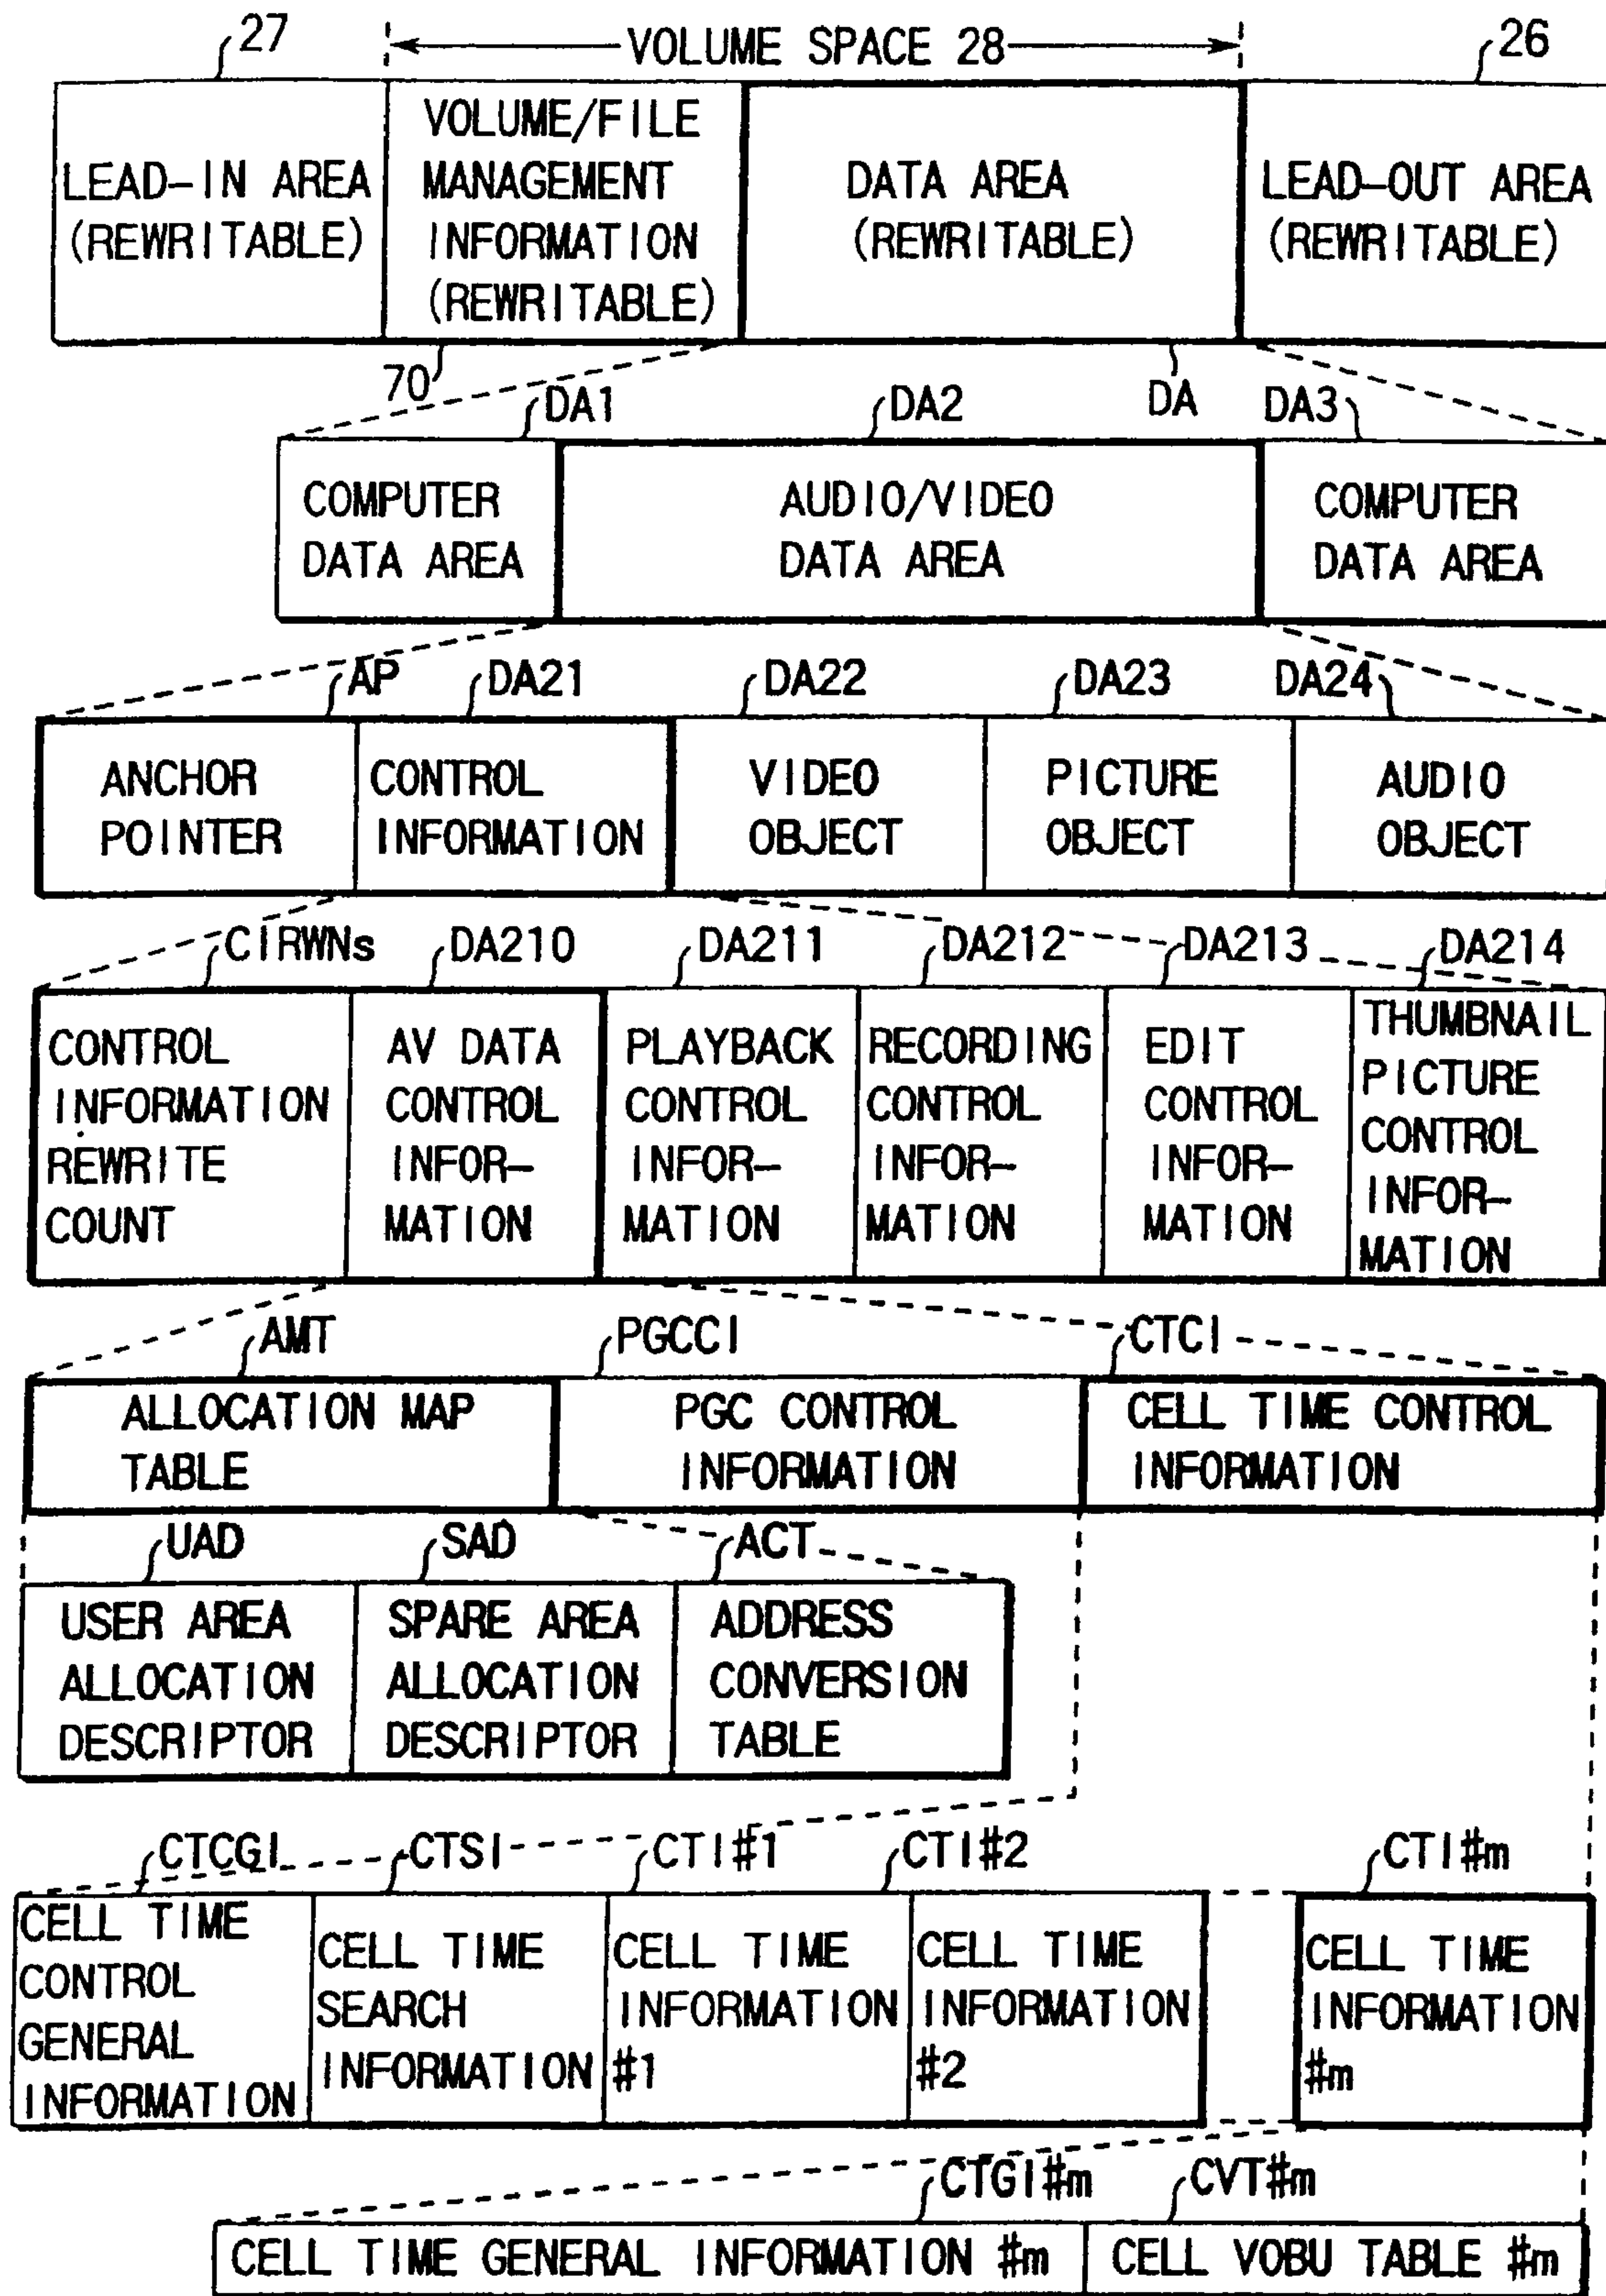 27
VOLUME SPACE 28
26
LEAD-IN AREA
(REWRITABLE)
VOLUME/FILE
MANAGEMENT
INFORMATION
(REWRITABLE)
DATA AREA
(REWRITABLE)
LEAD-OUT AREA
(REWRITABLE)
70
DA1
DA2
DA
DA3
COMPUTER
DATA AREA
AUDIO/VIDEO
DATA AREA
COMPUTER
DATA AREA
AP
DA21
DA22
DA23
DA24
ANCHOR
POINTER
CONTROL
INFORMATION
VIDEO
OBJECT
PICTURE
OBJECT
AUDIO
OBJECT
CIRWNs
DA210
DA211
DA212
DA213
DA214
CONTROL
INFORMATION
REWRITE
COUNT
AV DATA
CONTROL
INFOR-
MATION
PLAYBACK
CONTROL
INFOR-
MATION
RECORDING
CONTROL
INFOR-
MATION
EDIT
CONTROL
INFOR-
MATION
THUMBNAIL
PICTURE
CONTROL
INFOR-
MATION
AMT
PGCCI
CTCI
ALLOCATION MAP
TABLE
PGC CONTROL
INFORMATION
CELL TIME CONTROL
INFORMATION
UAD
SAD
ACT
USER AREA
ALLOCATION
DESCRIPTOR
SPARE AREA
ALLOCATION
DESCRIPTOR
ADDRESS
CONVERSION
TABLE
CTCGI
CTSI
CTI#1
CTI#2
CTI#m
CELL TIME
CONTROL
GENERAL
INFORMATION
CELL TIME
SEARCH
INFORMATION
CELL TIME
INFORMATION
#1
CELL TIME
INFORMATION
#2
CELL TIME
INFORMATION
#m
CTGI#m
CVT#m
CELL TIME GENERAL INFORMATION #m
CELL VOBU TABLE #m